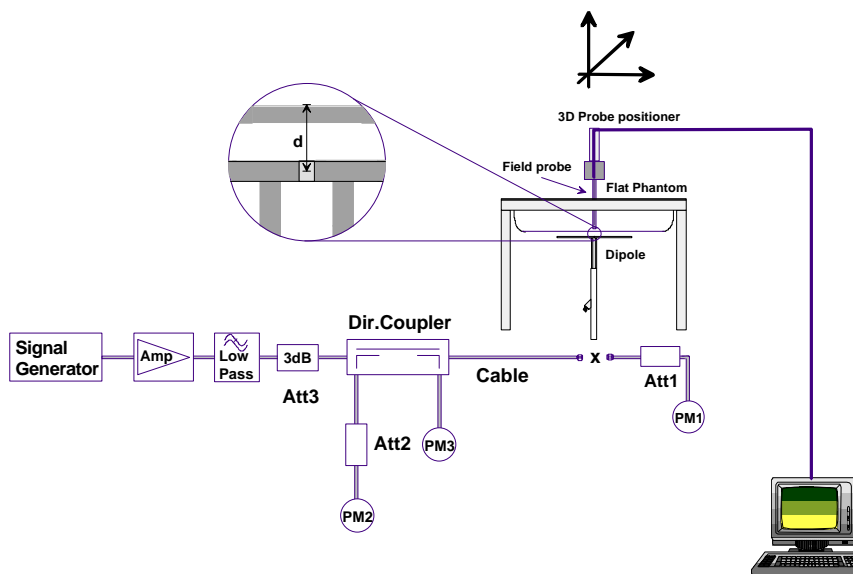 3D Probe positioner
d
Field probe
Flat Phantom
Dipole
Dir.Coupler
Signal
Generator
Amp
Low
Pass
3dB
Att3
Cable
x
Att1
PM1
Att2
PM3
PM2